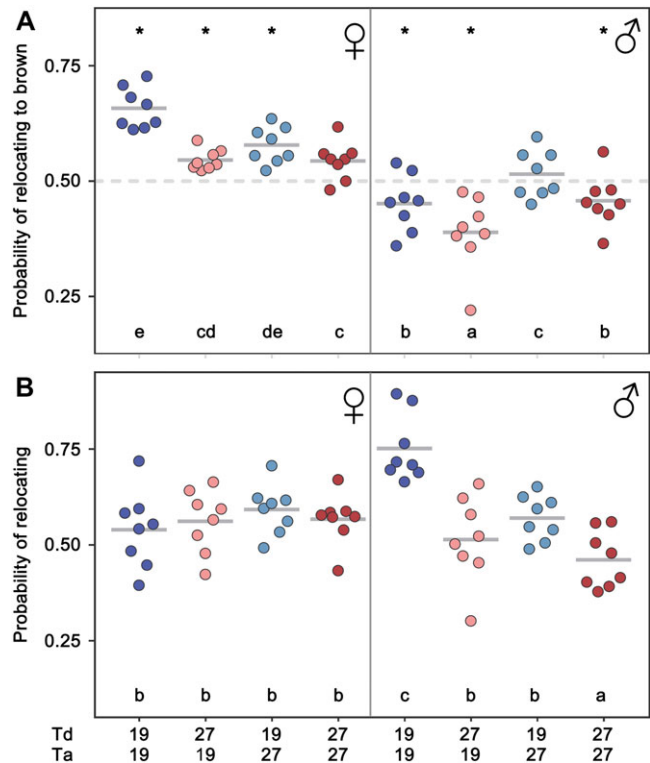 A
* * * ♀ * * * ♂
0.75
0.50
0.25
Probability of relocating to brown
e cd de c b a c b
B
♀ ♂
0.75
0.50
0.25
Probability of relocating
b b b b c b b a
Td 19 27 19 27 19 27 19 27
Ta 19 19 27 27 19 19 27 27